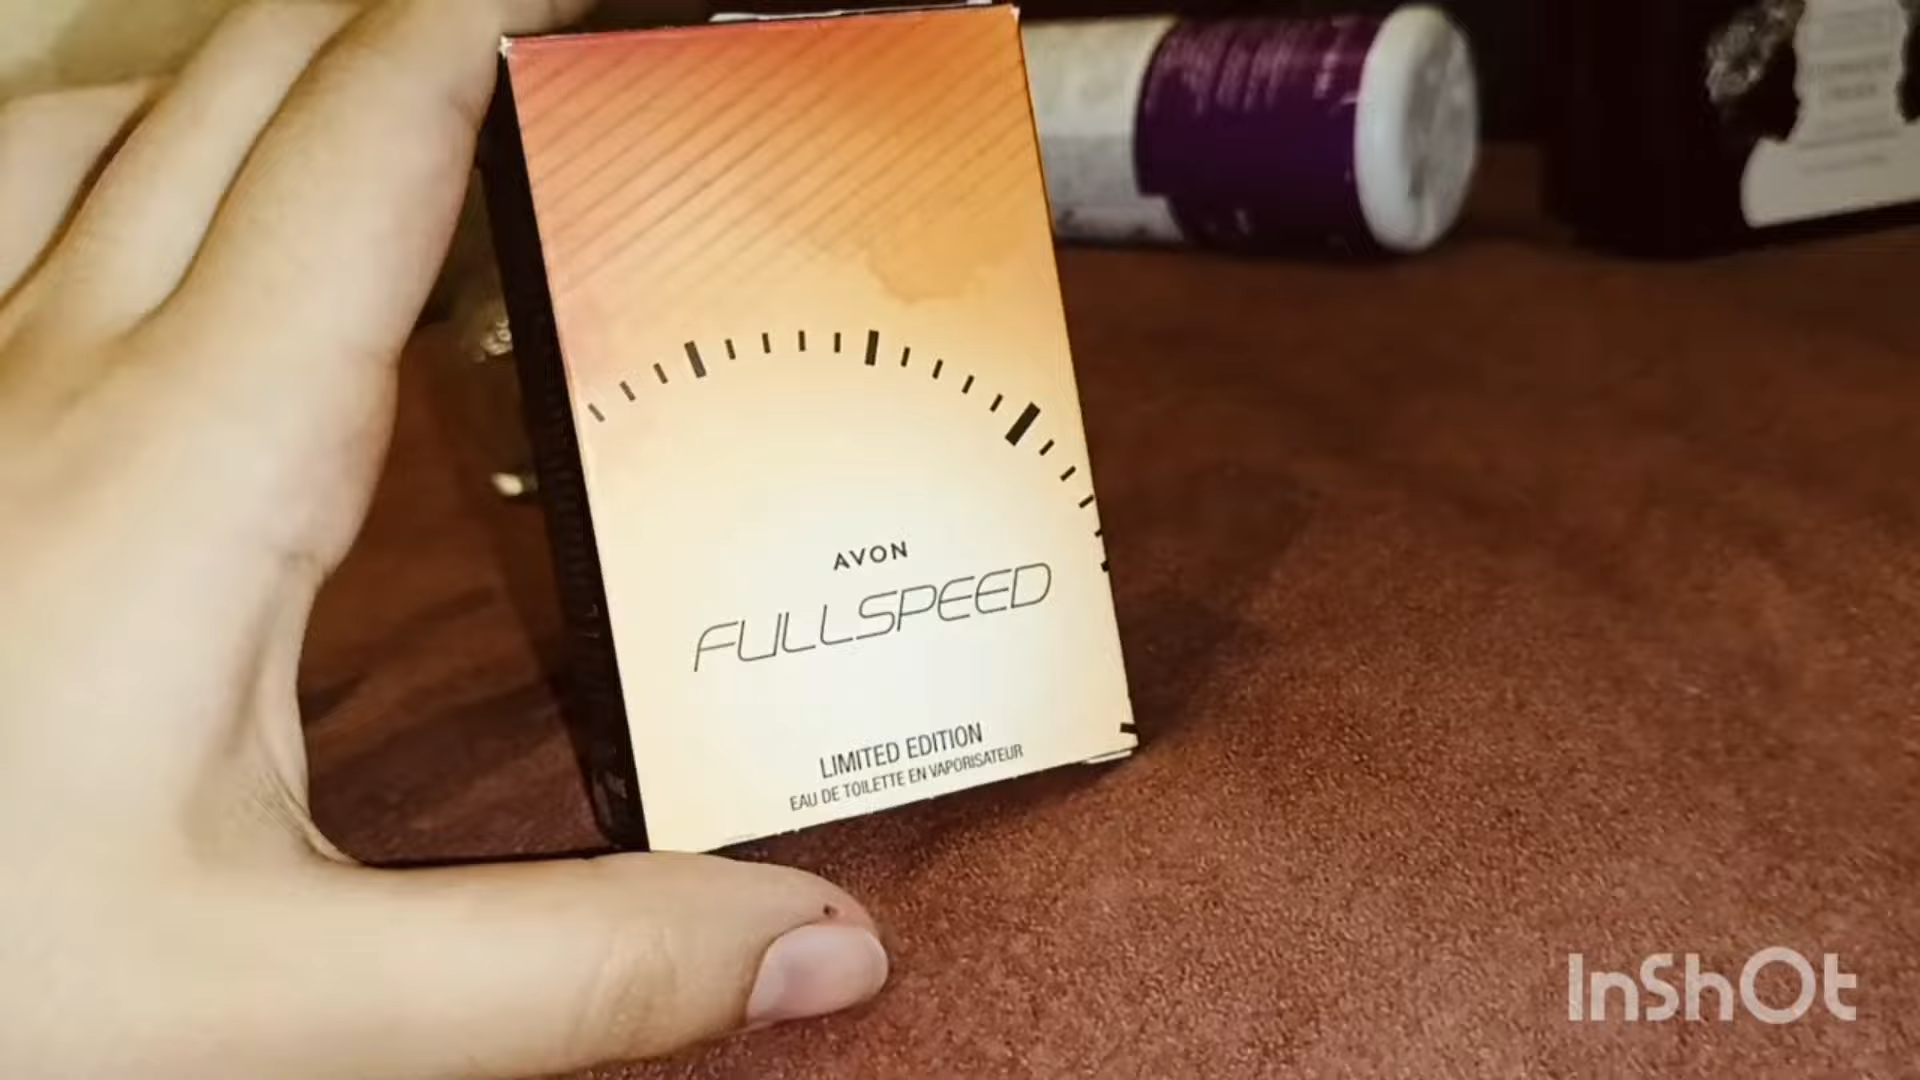 AVON
FULLSPEED
LIMITED EDITION
EAU DE TOILETTE EN VAPORISATEUR
InShOt